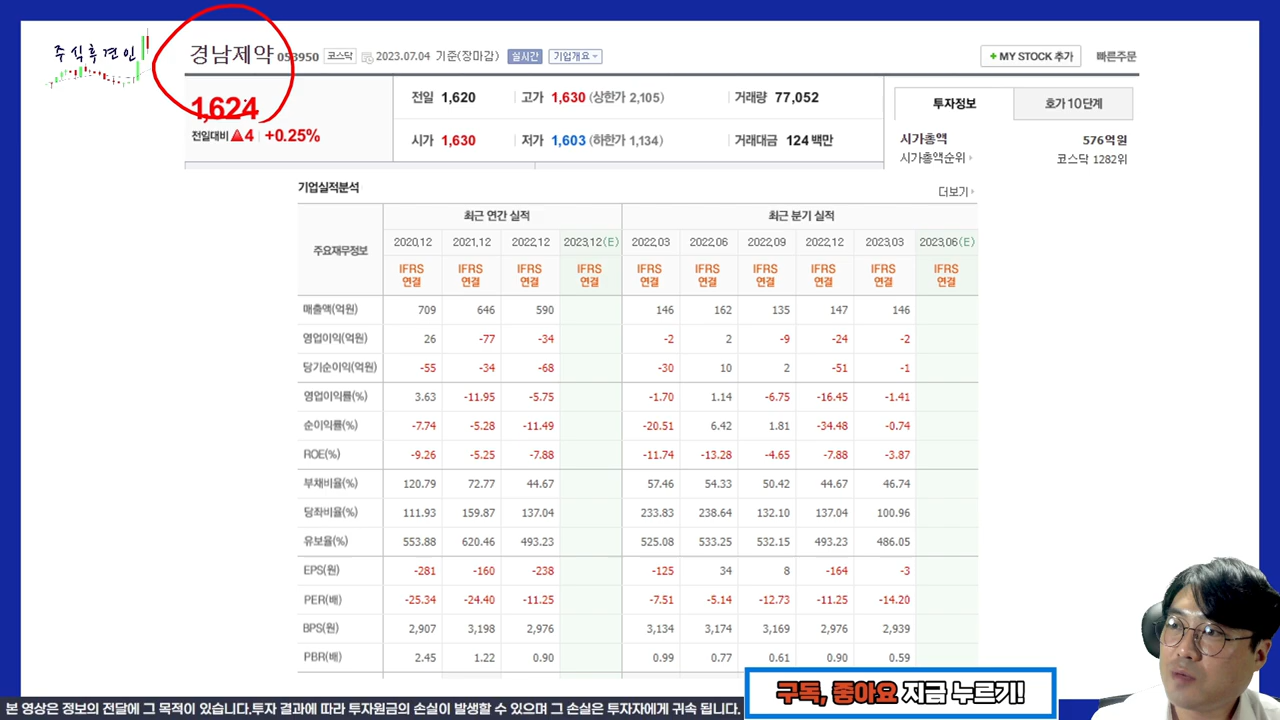 주식후견인
경남제약 053950 코스닥 2023.07.04 기준(장마감) 실시간 기업개요
+ MY STOCK 추가 빠른주문
1,624
전일대비 4 +0.25%
전일 1,620 고가 1,630 (상한가 2,105) 거래량 77,052
시가 1,630 저가 1,603 (하한가 1,134) 거래대금 124 백만
투자정보 호가 10단계
시가총액 576억원
시가총액순위 코스닥 1282위
기업실적분석 더보기
주요재무정보 최근 연간 실적 최근 분기 실적
2020.12 2021.12 2022.12 2023.12(E) 2022.03 2022.06 2022.09 2022.12 2023.03 2023.06(E)
IFRS IFRS IFRS IFRS IFRS IFRS IFRS IFRS IFRS IFRS
연결 연결 연결 연결 연결 연결 연결 연결 연결 연결
매출액(억원) 709 646 590 146 162 135 147 146
영업이익(억원) 26 -77 -34 -2 2 -9 -24 -2
당기순이익(억원) -55 -34 -68 -30 10 2 -51 -1
영업이익률(%) 3.63 -11.95 -5.75 -1.70 1.14 -6.75 -16.45 -1.41
순이익률(%) -7.74 -5.28 -11.49 -20.51 6.42 1.81 -34.48 -0.74
ROE(%) -9.26 -5.25 -7.88 -11.74 -13.28 -4.65 -7.88 -3.87
부채비율(%) 120.79 72.77 44.67 57.46 54.33 50.42 44.67 46.74
당좌비율(%) 111.93 159.87 137.04 233.83 238.64 132.10 137.04 100.96
유보율(%) 553.88 620.46 493.23 525.08 533.25 532.15 493.23 486.05
EPS(원) -281 -160 -238 -125 34 8 -164 -3
PER(배) -25.34 -24.40 -11.25 -7.51 -5.14 -12.73 -11.25 -14.20
BPS(원) 2,907 3,198 2,976 3,134 3,174 3,169 2,976 2,939
PBR(배) 2.45 1.22 0.90 0.99 0.77 0.61 0.90 0.59
구독, 좋아요 지금 누르기!
본 영상은 정보의 전달에 그 목적이 있습니다.투자 결과에 따라 투자원금의 손실이 발생할 수 있으며 그 손실은 투자자에게 귀속 됩니다.